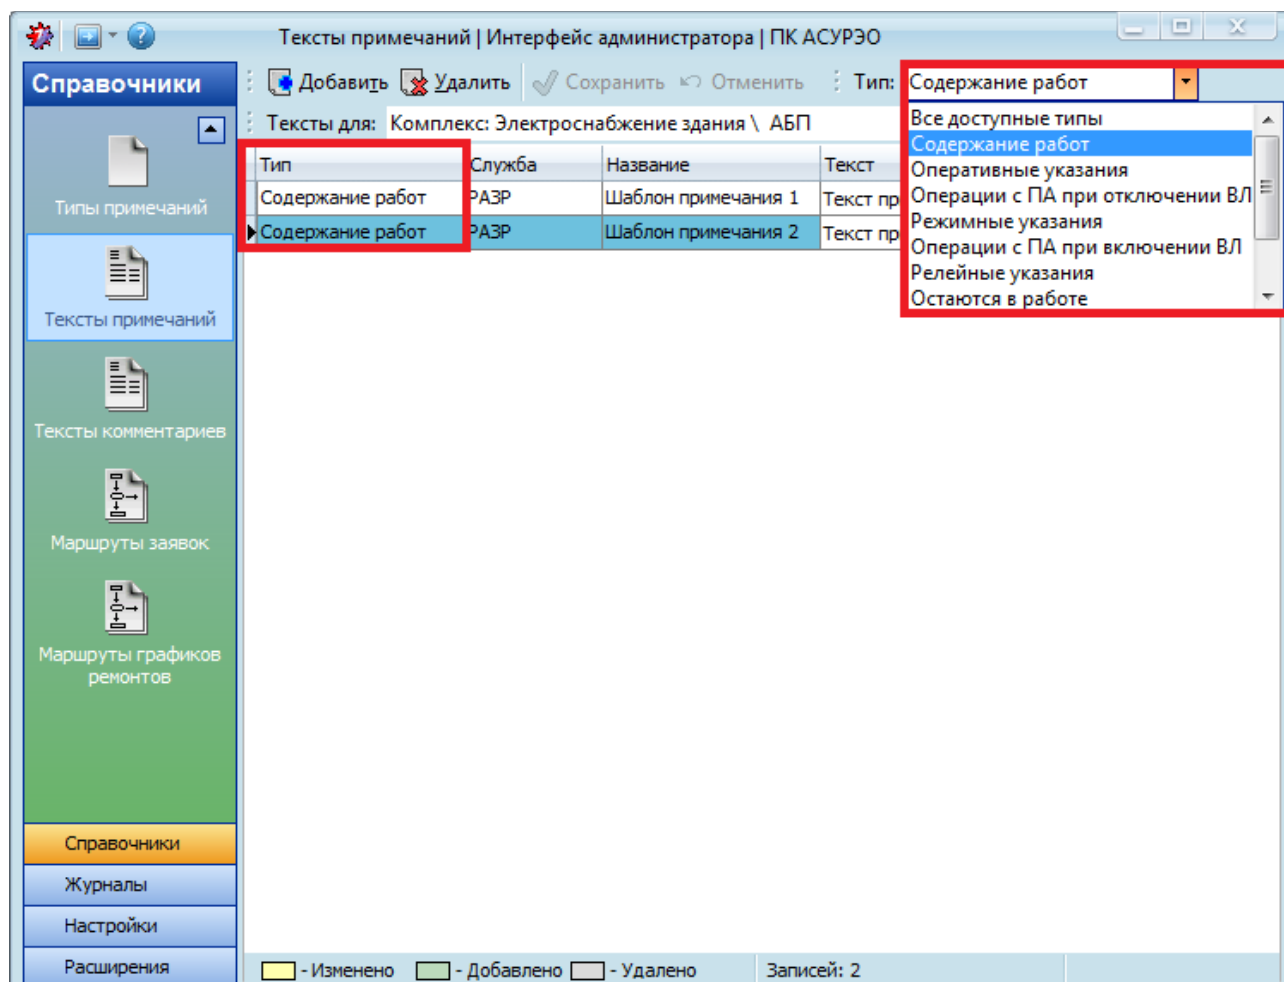 Тексты примечаний | Интерфейс администратора | ПК АСУРЭО
Справочники
Добавить Удалить Сохранить Отменить Тип: Содержание работ
Тексты для: Комплекс: Электроснабжение здания \ АБП
Все доступные типы
Содержание работ
Оперативные указания
Операции с ПА при отключении ВЛ
Режимные указания
Операции с ПА при включении ВЛ
Релейные указания
Остаются в работе
Тип Служба Название Текст
Содержание работ РАЗР Шаблон примечания 1 Текст пр
Содержание работ РАЗР Шаблон примечания 2 Текст пр
Типы примечаний
Тексты примечаний
Тексты комментариев
Маршруты заявок
Маршруты графиков
ремонтов
Справочники
Журналы
Настройки
Расширения
- Изменено - Добавлено - Удалено Записей: 2